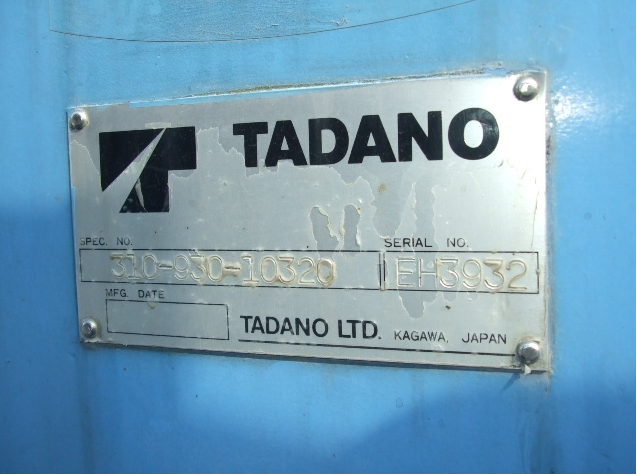 TADANO
SPEC. NO. SERIAL NO.
310-930-10320 EH3932
MFG. DATE
TADANO LTD. KAGAWA, JAPAN